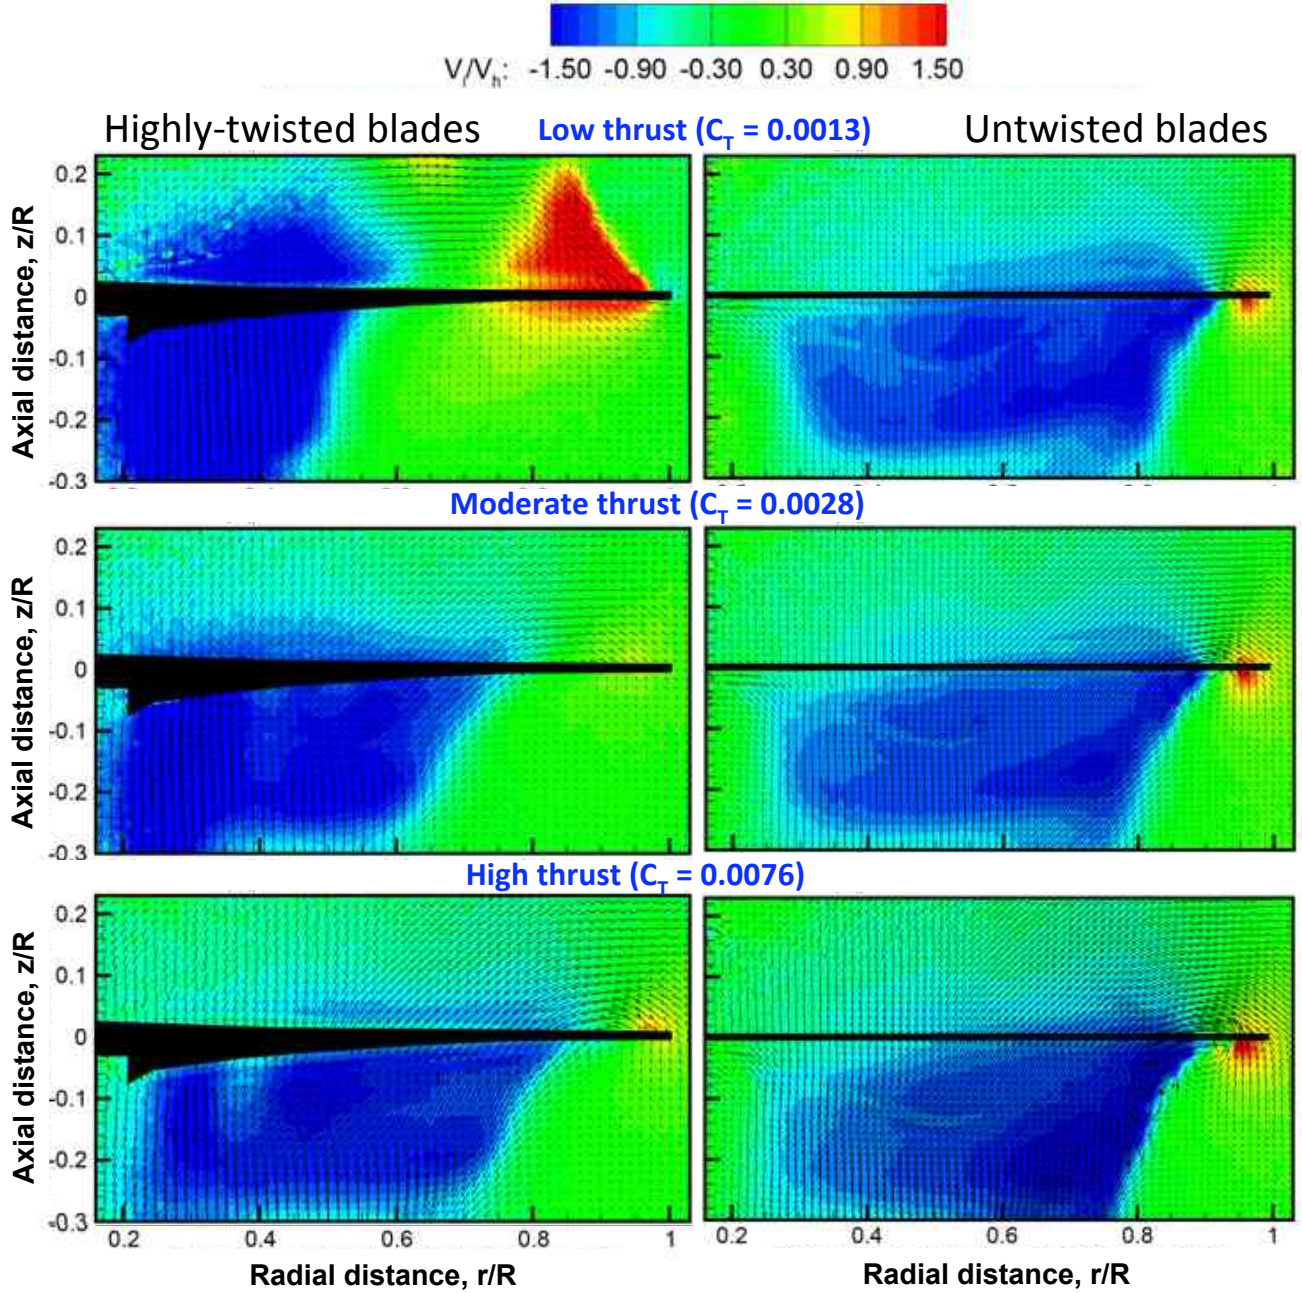 V_i/V_h: -1.50 -0.90 -0.30 0.30 0.90 1.50
Highly-twisted blades Low thrust (C_T = 0.0013) Untwisted blades
Axial distance, z/R
0.2
0.1
0
-0.1
-0.2
-0.3
Moderate thrust (C_T = 0.0028)
Axial distance, z/R
0.2
0.1
0
-0.1
-0.2
-0.3
High thrust (C_T = 0.0076)
Axial distance, z/R
0.2
0.1
0
-0.1
-0.2
-0.3
0.2 0.4 0.6 0.8 1 0.2 0.4 0.6 0.8 1
Radial distance, r/R Radial distance, r/R